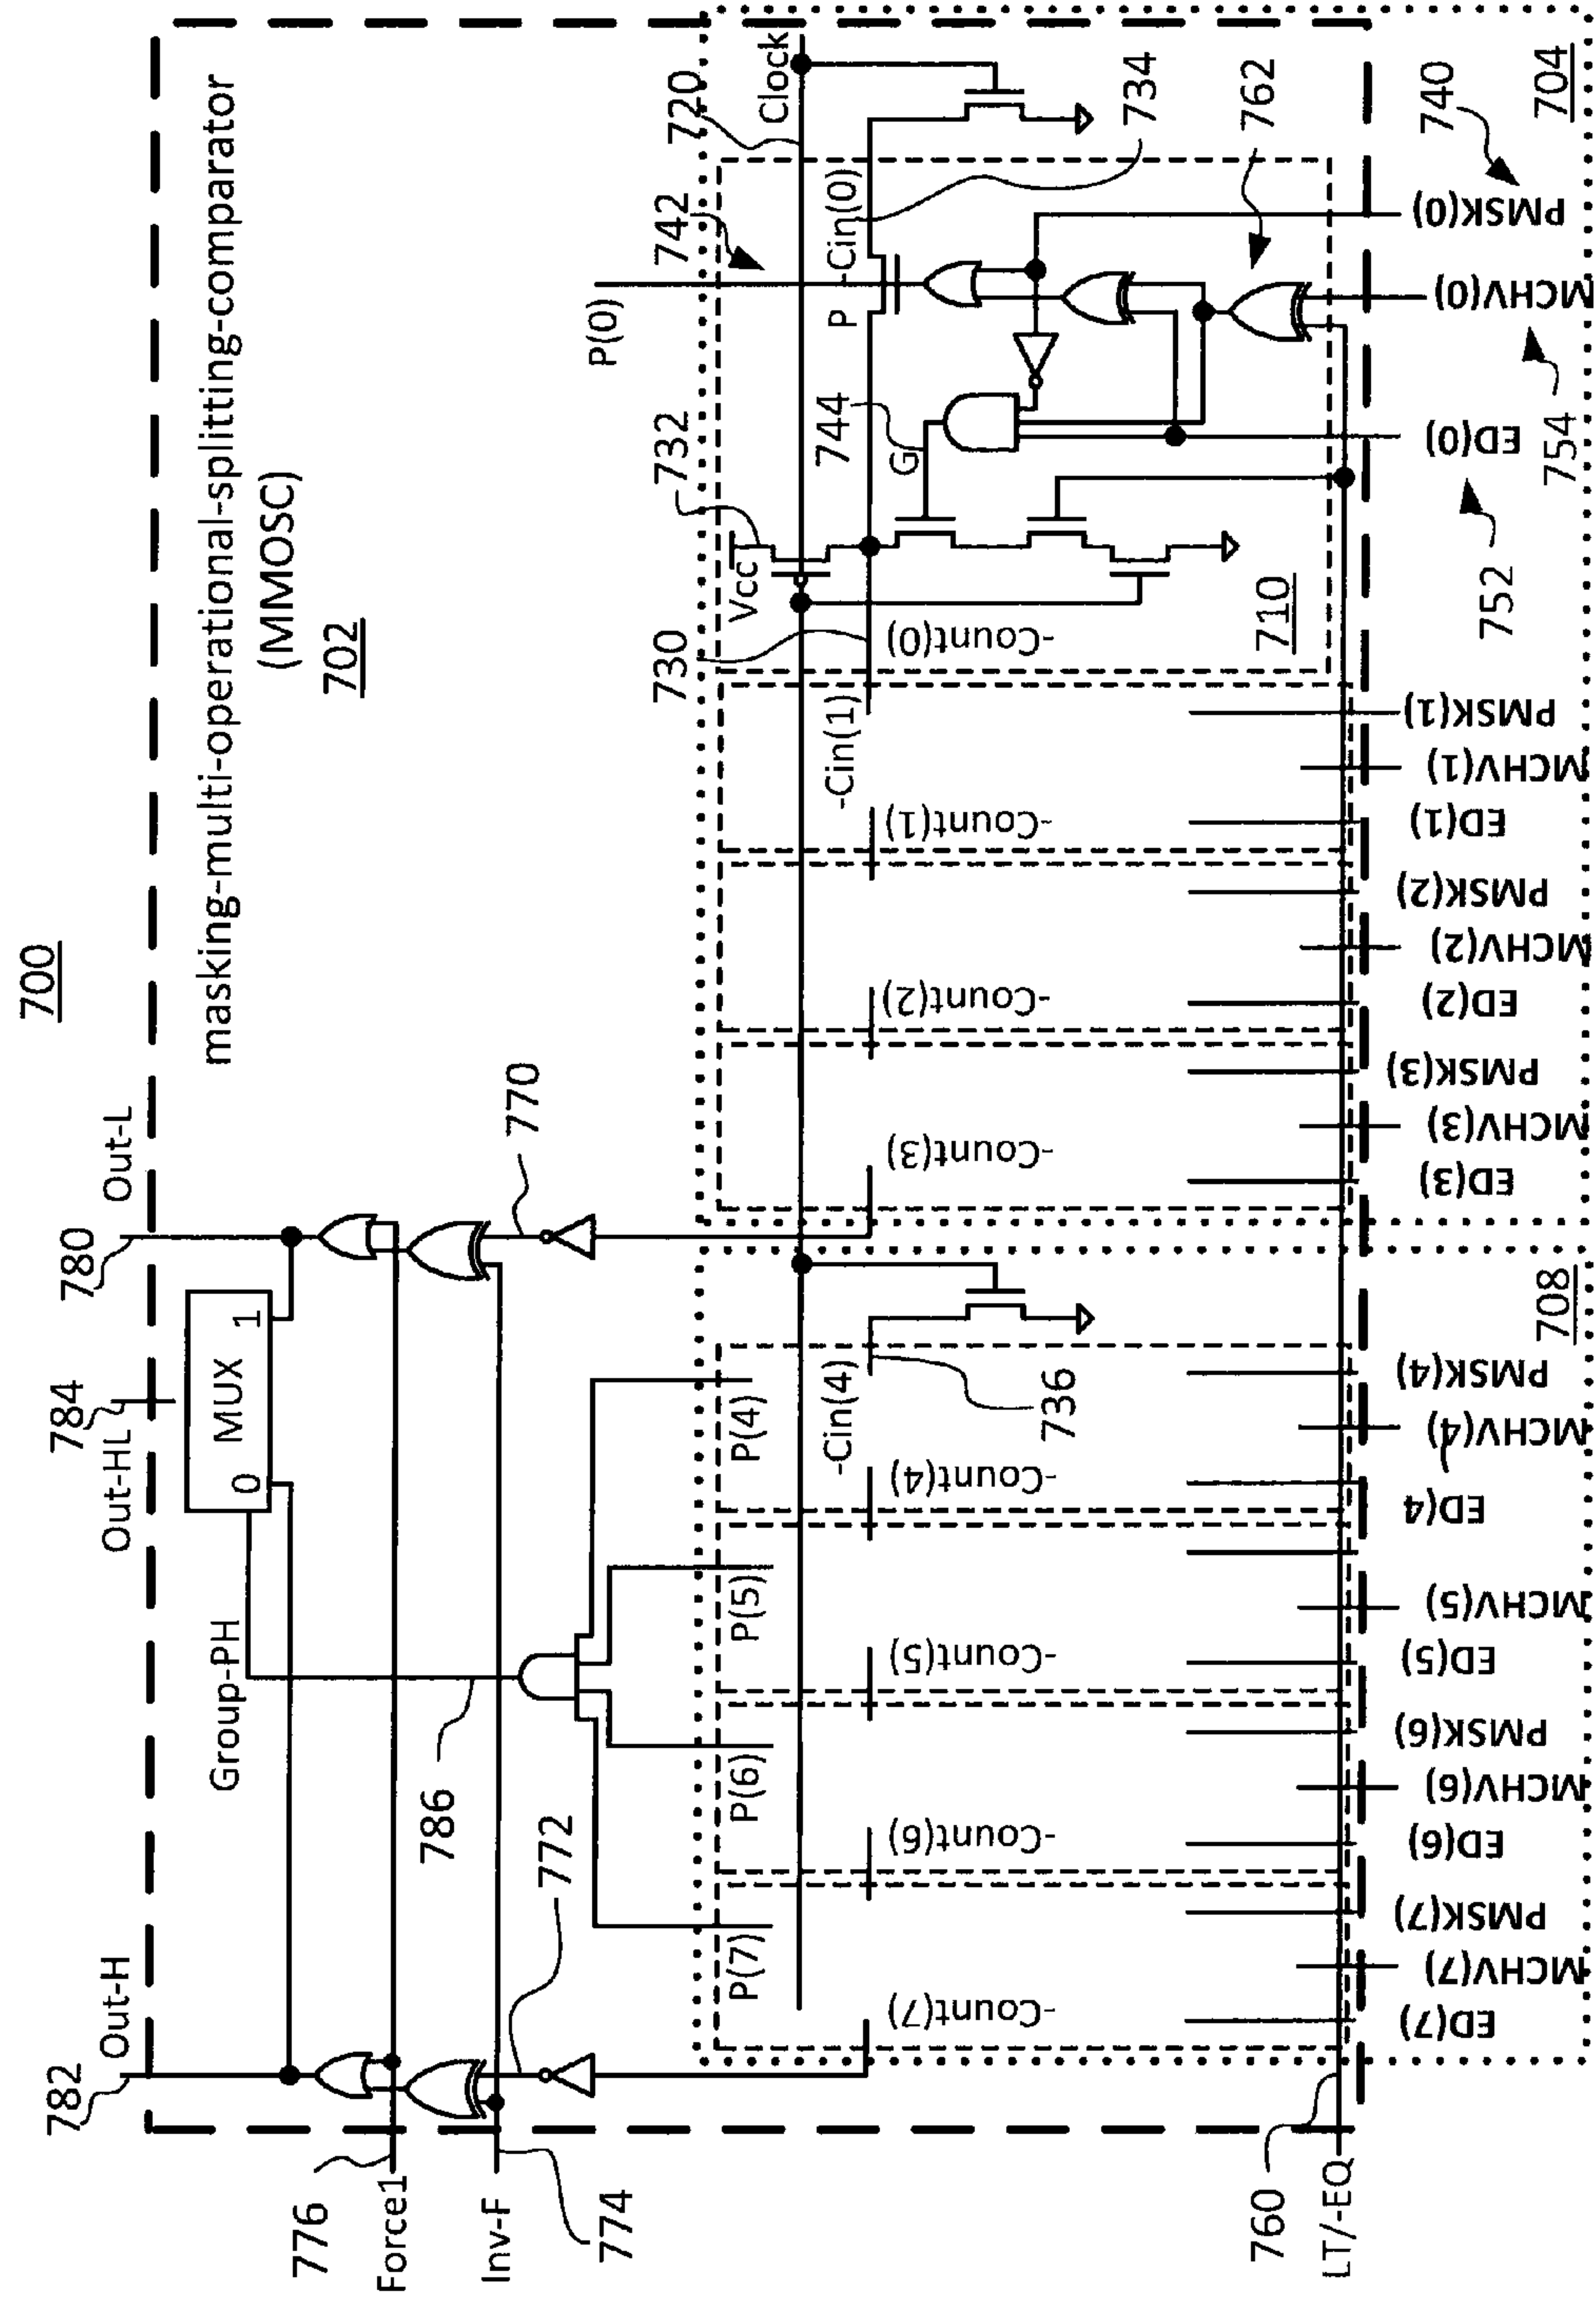 700
masking-multi-operational-splitting-comparator
(MMOSC)
702
782
Out-H
Out-HL
784
780
Out-L
MUX
0
1
Group-PH
786
776
Force1
Inv-F
774
772
770
P(0)
742
720
Clock
730
732
Vcc
744
G
P
-Cin(0)
734
762
740
704
710
752
754
P(7)
P(6)
P(5)
P(4)
-Cin(4)
736
-Cin(1)
-Count(7)
-Count(6)
-Count(5)
-Count(4)
-Count(3)
-Count(2)
-Count(1)
-Count(0)
708
760
LT/-EQ
ED(7)
MCHV(7)
PMSK(7)
ED(6)
MCHV(6)
PMSK(6)
ED(5)
MCHV(5)
ED(4
)
MCHV(4)
PMSK(4)
ED(3)
MCHV(3)
PMSK(3)
ED(2)
MCHV(2)
PMSK(2)
ED(1)
MCHV(1)
PMSK(1)
ED(0)
MCHV(0)
PMSK(0)